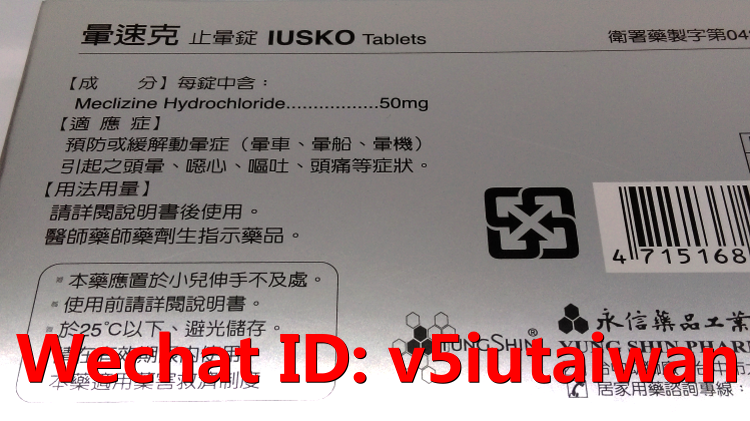 暈速克 止暈錠 IUSKO Tablets
衛署藥製字第04
【成 分】每錠中含：
Meclizine Hydrochloride..................50mg
【適 應 症】
預防或緩解動暈症（暈車、暈船、暈機）
引起之頭暈、噁心、嘔吐、頭痛等症狀。
【用法用量】
請詳閱說明書後使用。
醫師藥師藥劑生指示藥品。
本藥應置於小兒伸手不及處。
使用前請詳閱說明書。
於25°C以下、避光儲存。
本藥適用藥害救濟制度
4 715168
YUNGSHIN®
永信藥品工業
YUNG SHIN PHAR
居家用藥諮詢專線：
Wechat ID: v5iutaiwan